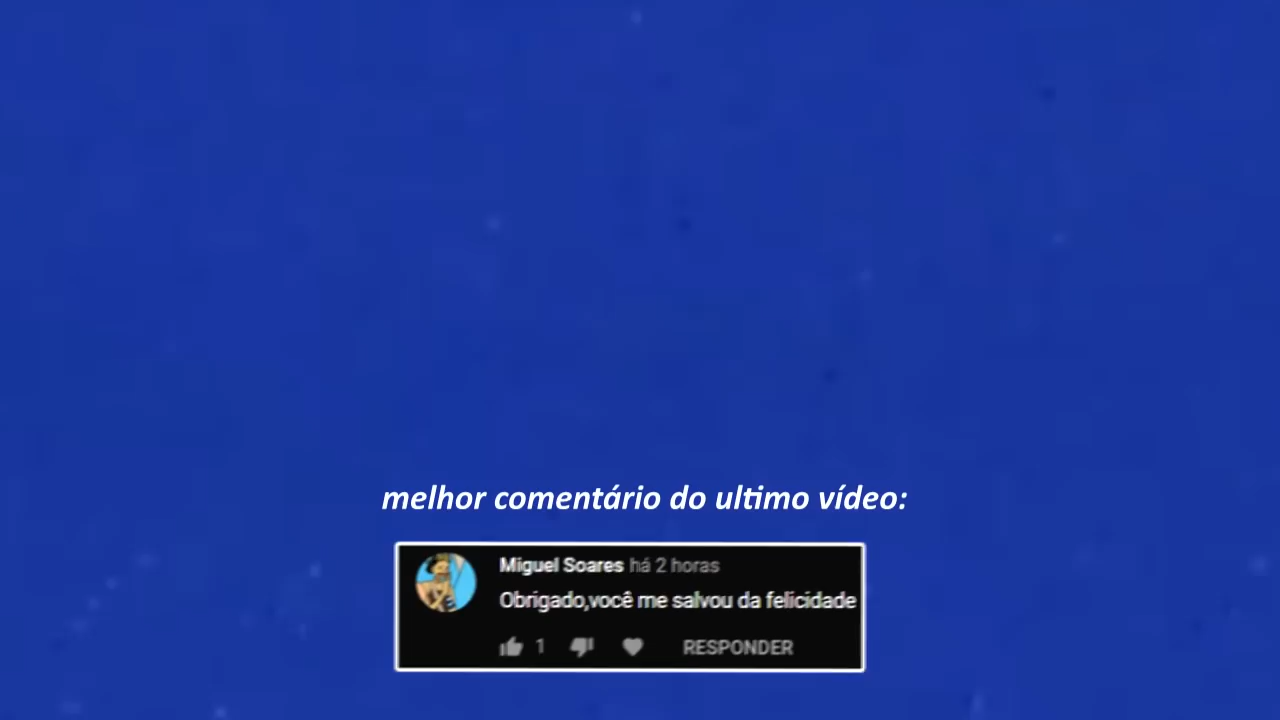 melhor comentário do ultimo vídeo:
Miguel Soares há 2 horas
Obrigado,você me salvou da felicidade
1 RESPONDER